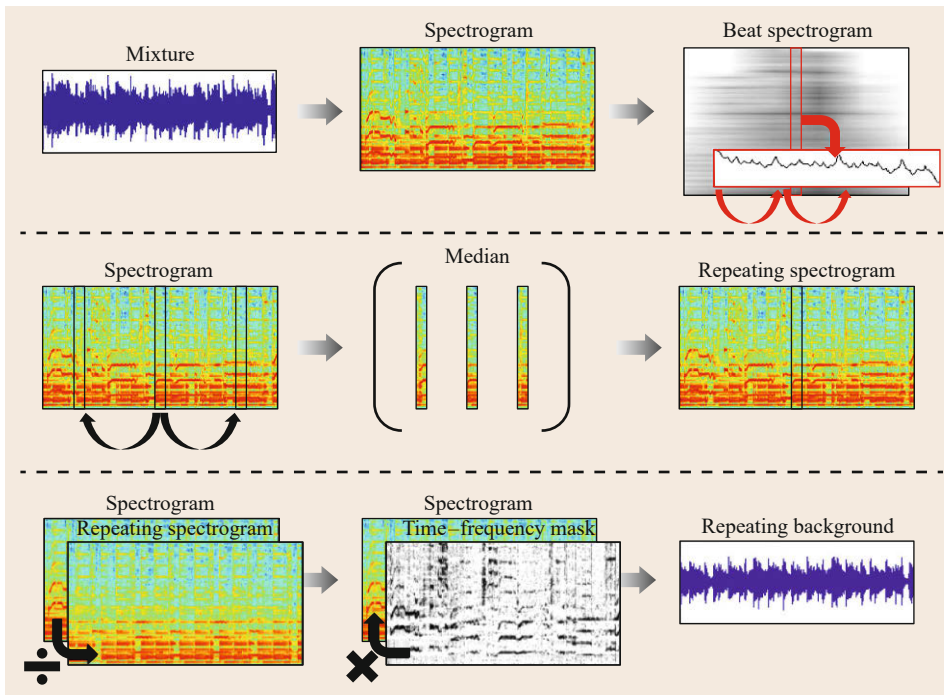 Mixture
Spectrogram
Beat spectrogram
Spectrogram
Median
Repeating spectrogram
Spectrogram
Repeating spectrogram
Spectrogram
Time–frequency mask
Repeating background